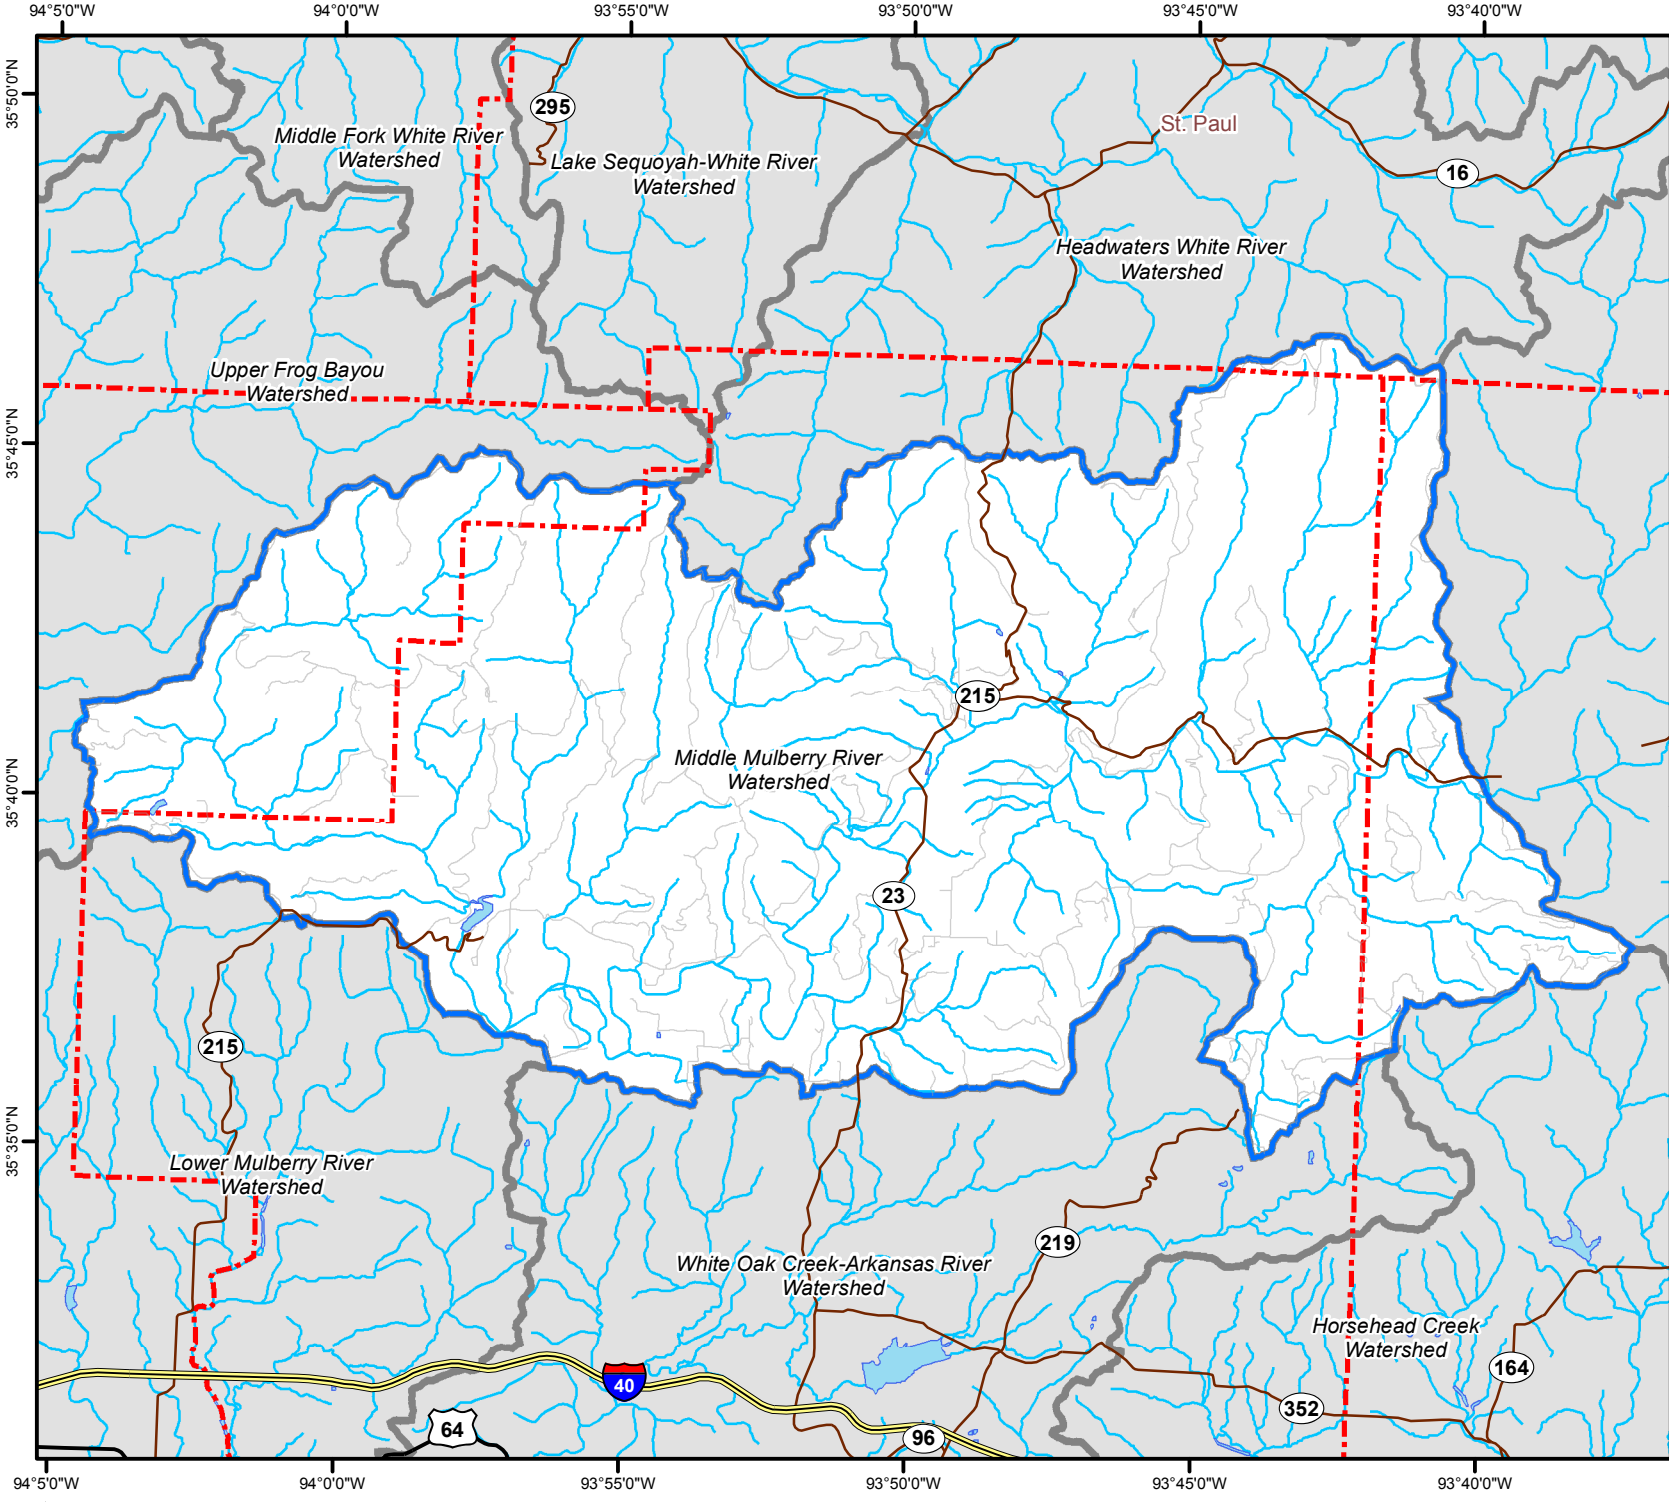 94°5'0"W
94°0'0"W
93°55'0"W
93°50'0"W
93°45'0"W
93°40'0"W
35°50'0"N
295
Middle Fork White River
Watershed
Lake Sequoyah-White River
Watershed
St. Paul
16
Headwaters White River
Watershed
Upper Frog Bayou
Watershed
35°45'0"N
215
Middle Mulberry River
Watershed
35°40'0"N
23
215
35°35'0"N
Lower Mulberry River
Watershed
219
White Oak Creek-Arkansas River
Watershed
Horsehead Creek
Watershed
164
40
352
64
96
94°5'0"W
94°0'0"W
93°55'0"W
93°50'0"W
93°45'0"W
93°40'0"W